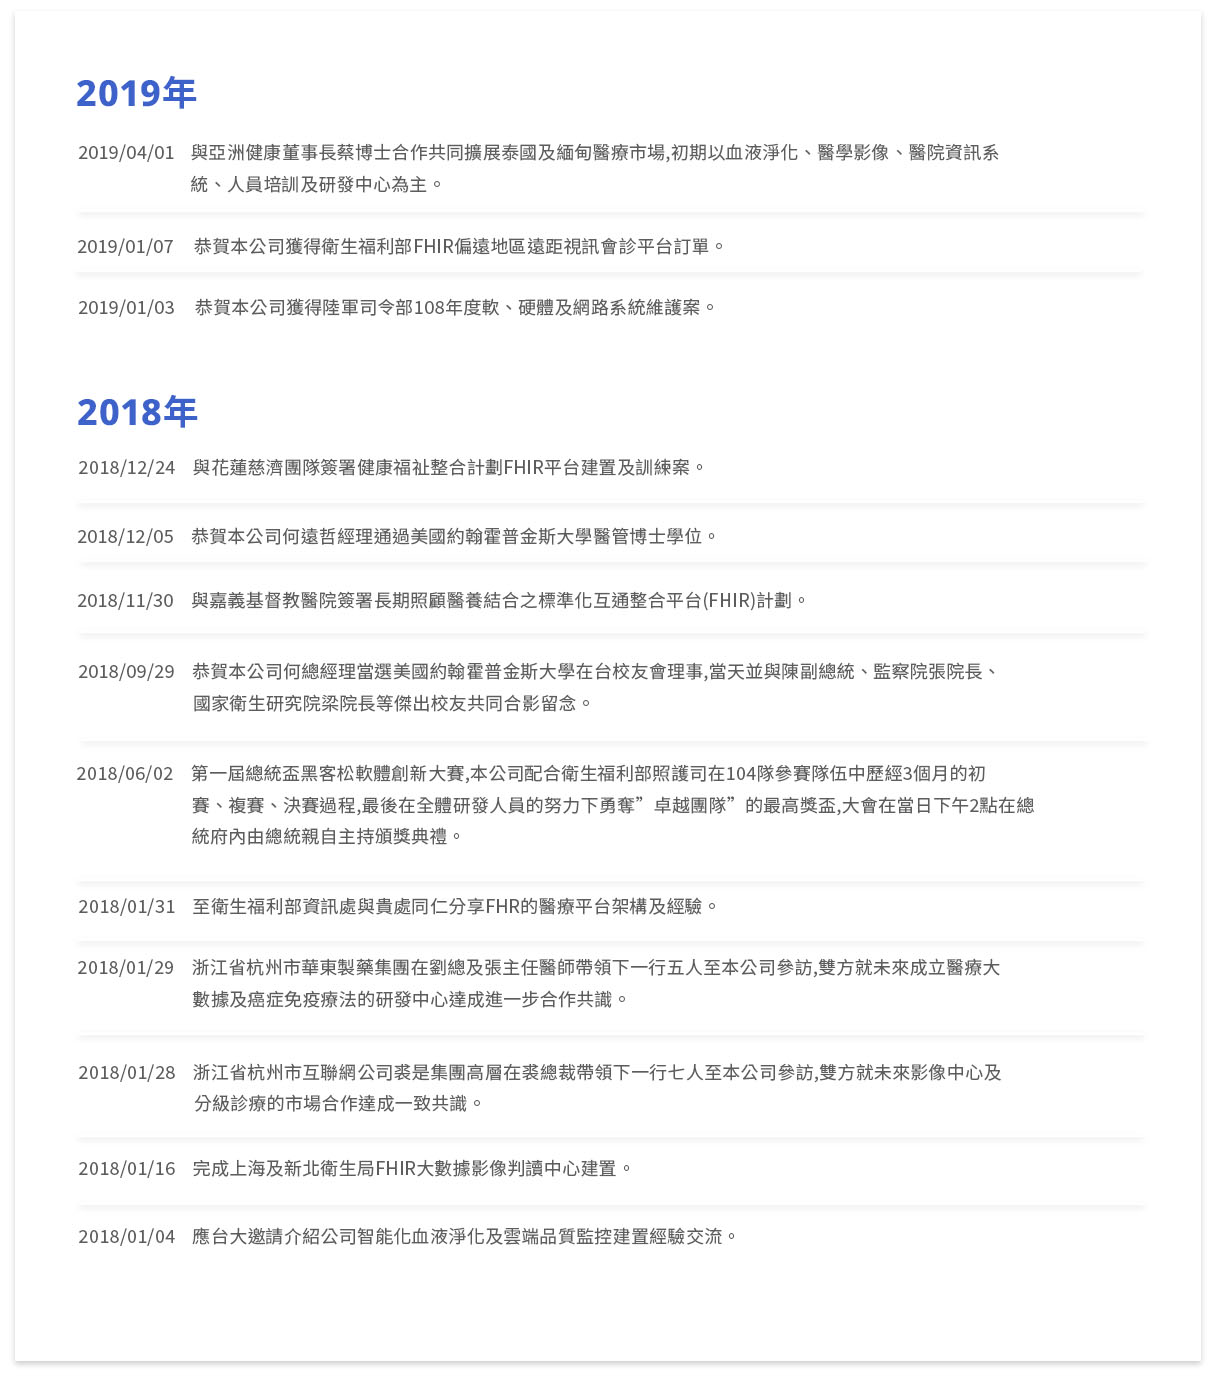 2019年
2019/04/01 與亞洲健康董事長蔡博士合作共同擴展泰國及緬甸醫療市場,初期以血液淨化、醫學影像、醫院資訊系
統、人員培訓及研發中心為主。
2019/01/07 恭賀本公司獲得衛生福利部FHIR偏遠地區遠距視訊會診平台訂單。
2019/01/03 恭賀本公司獲得陸軍司令部108年度軟、硬體及網路系統維護案。
2018年
2018/12/24 與花蓮慈濟團隊簽署健康福祉整合計劃FHIR平台建置及訓練案。
2018/12/05 恭賀本公司何遠哲經理通過美國約翰霍普金斯大學醫管博士學位。
2018/11/30 與嘉義基督教醫院簽署長期照顧醫養結合之標準化互通整合平台(FHIR)計劃。
2018/09/29 恭賀本公司何總經理當選美國約翰霍普金斯大學在台校友會理事,當天並與陳副總統、監察院張院長、
國家衛生研究院梁院長等傑出校友共同合影留念。
2018/06/02 第一屆總統盃黑客松軟體創新大賽,本公司配合衛生福利部照護司在104隊參賽隊伍中歷經3個月的初
賽、複賽、決賽過程,最後在全體研發人員的努力下勇奪”卓越團隊”的最高獎盃,大會在當日下午2點在總
統府內由總統親自主持頒獎典禮。
2018/01/31 至衛生福利部資訊處與貴處同仁分享FHR的醫療平台架構及經驗。
2018/01/29 浙江省杭州市華東製藥集團在劉總及張主任醫師帶領下一行五人至本公司參訪,雙方就未來成立醫療大
數據及癌症免疫療法的研發中心達成進一步合作共識。
2018/01/28 浙江省杭州市互聯網公司裘是集團高層在裘總裁帶領下一行七人至本公司參訪,雙方就未來影像中心及
分級診療的市場合作達成一致共識。
2018/01/16 完成上海及新北衛生局FHIR大數據影像判讀中心建置。
2018/01/04 應台大邀請介紹公司智能化血液淨化及雲端品質監控建置經驗交流。